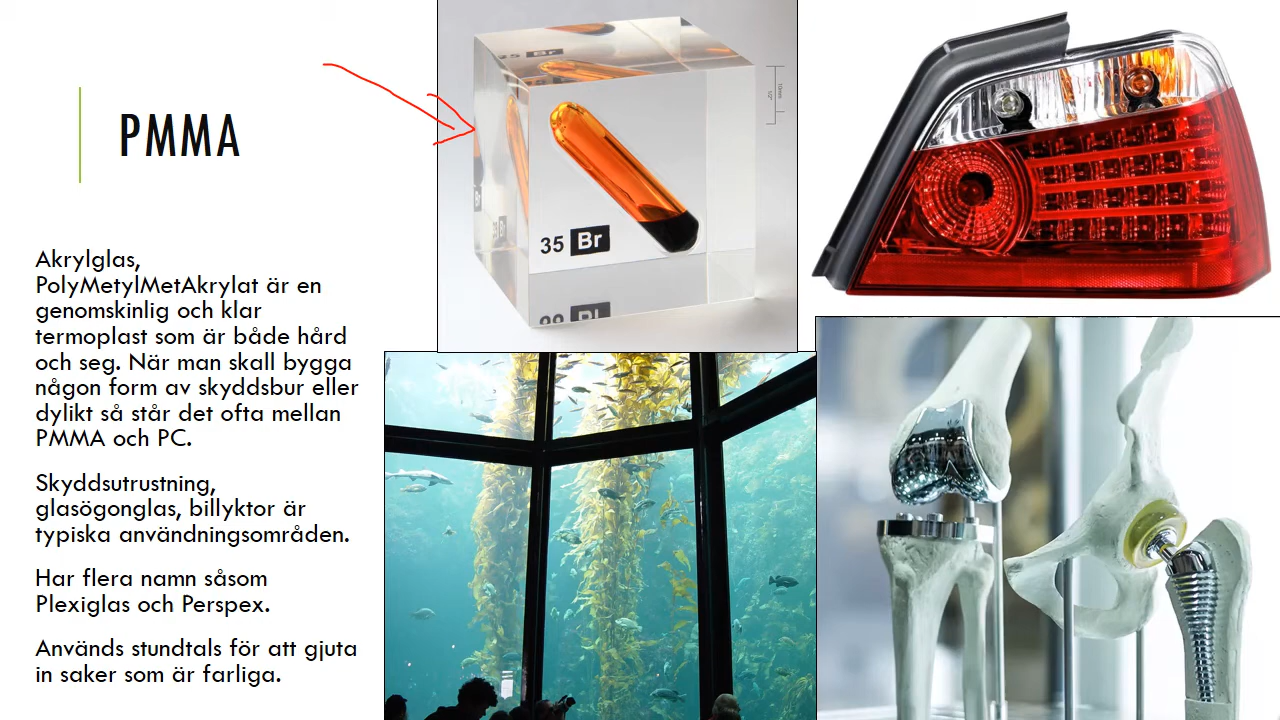 PMMA
Akrylglas,
PolyMetylMetAkrylat är en
genomskinlig och klar
termoplast som är både hård
och seg. När man skall bygga
någon form av skyddsbur eller
dylikt så står det ofta mellan
PMMA och PC.
Skyddsutrustning,
glasögonglas, billyktor är
typiska användningsområden.
Har flera namn såsom
Plexiglas och Perspex.
Används stundtals för att gjuta
in saker som är farliga.
35 Br